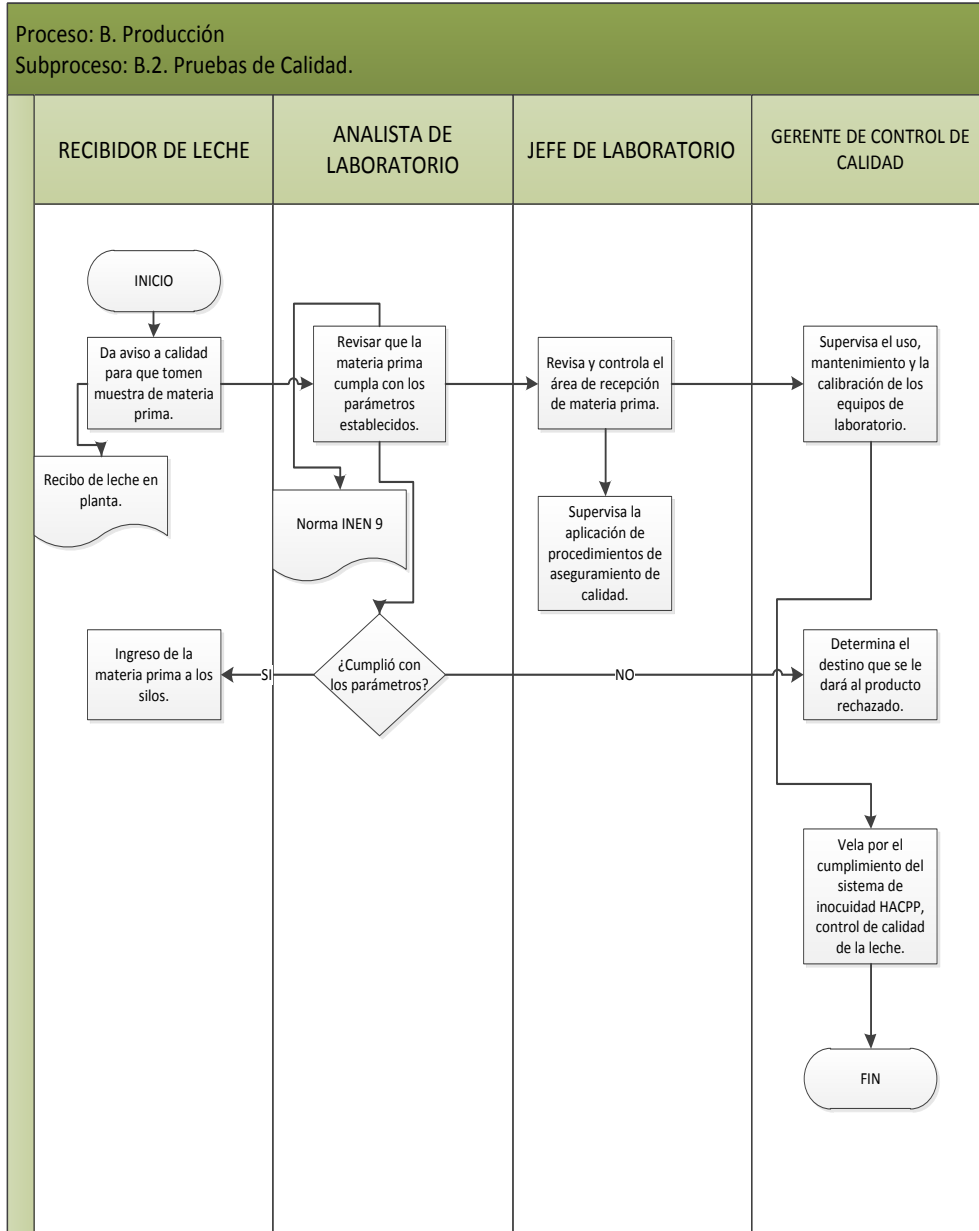 Proceso: B. Producción
Subproceso: B.2. Pruebas de Calidad.
RECIBIDOR DE LECHE
ANALISTA DE
LABORATORIO
JEFE DE LABORATORIO
GERENTE DE CONTROL DE
CALIDAD
INICIO
Da aviso a calidad
para que tomen
muestra de materia
prima.
Revisar que la
materia prima
cumpla con los
parámetros
establecidos.
Revisa y controla el
área de recepción
de materia prima.
Supervisa el uso,
mantenimiento y la
calibración de los
equipos de
laboratorio.
Recibo de leche en
planta.
Norma INEN 9
Supervisa la
aplicación de
procedimientos de
aseguramiento de
calidad.
Ingreso de la
materia prima a los
silos.
SI
¿Cumplió con
los parámetros?
NO
Determina el
destino que se le
dará al producto
rechazado.
Vela por el
cumplimiento del
sistema de
inocuidad HACPP,
control de calidad
de la leche.
FIN